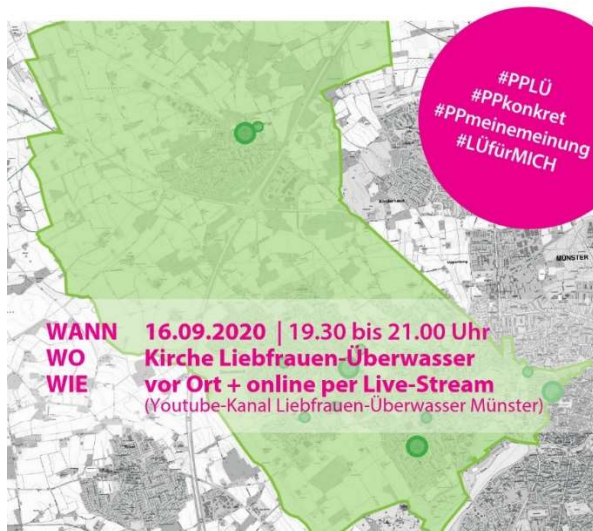 #PPLÜ
#PPkonkret
#PPmeinemeinung
#LÜfürMICH
MÜNSTER
WANN 16.09.2020 | 19.30 bis 21.00 Uhr
WO Kirche Liebfrauen-Überwasser
WIE vor Ort + online per Live-Stream
(Youtube-Kanal Liebfrauen-Überwasser Münster)